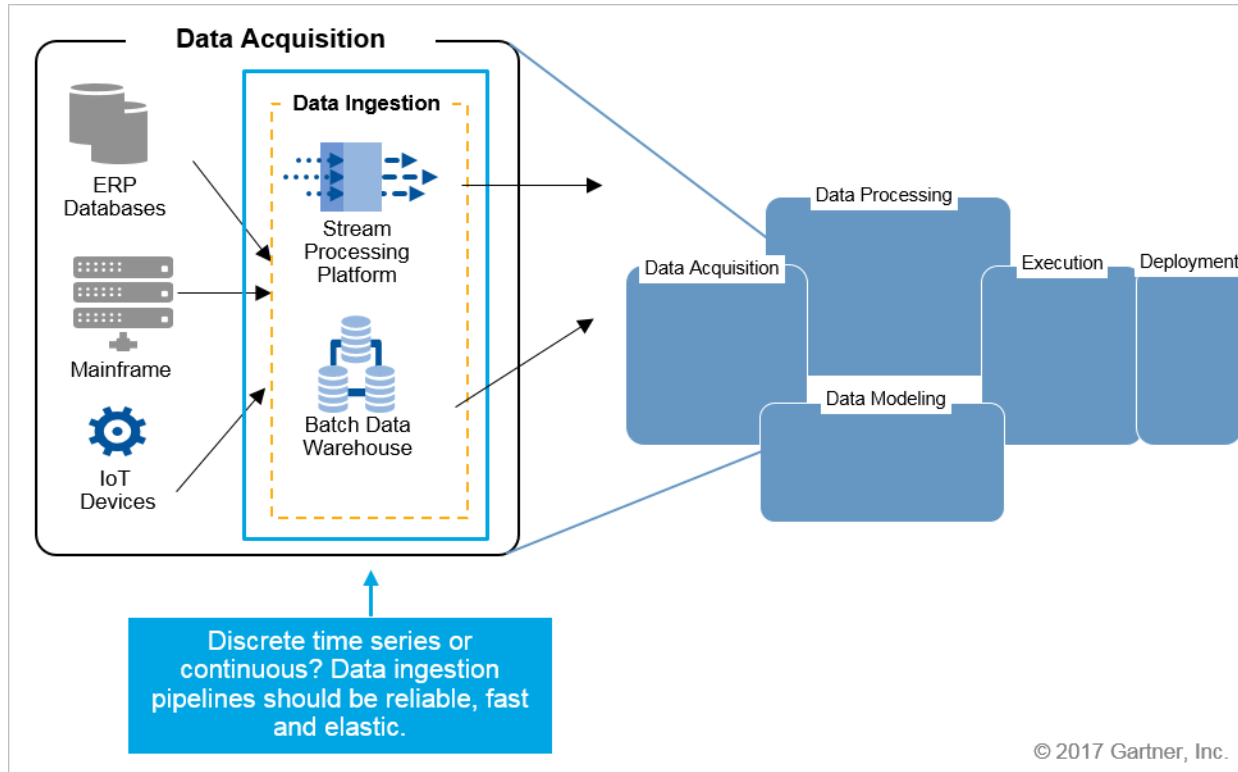 Data Acquisition
Data Ingestion
ERP
Databases
Stream
Processing
Platform
Mainframe
Batch Data
Warehouse
IoT
Devices
Data Processing
Data Acquisition
Execution
Deployment
Data Modeling
Discrete time series or
continuous? Data ingestion
pipelines should be reliable, fast
and elastic.
© 2017 Gartner, Inc.